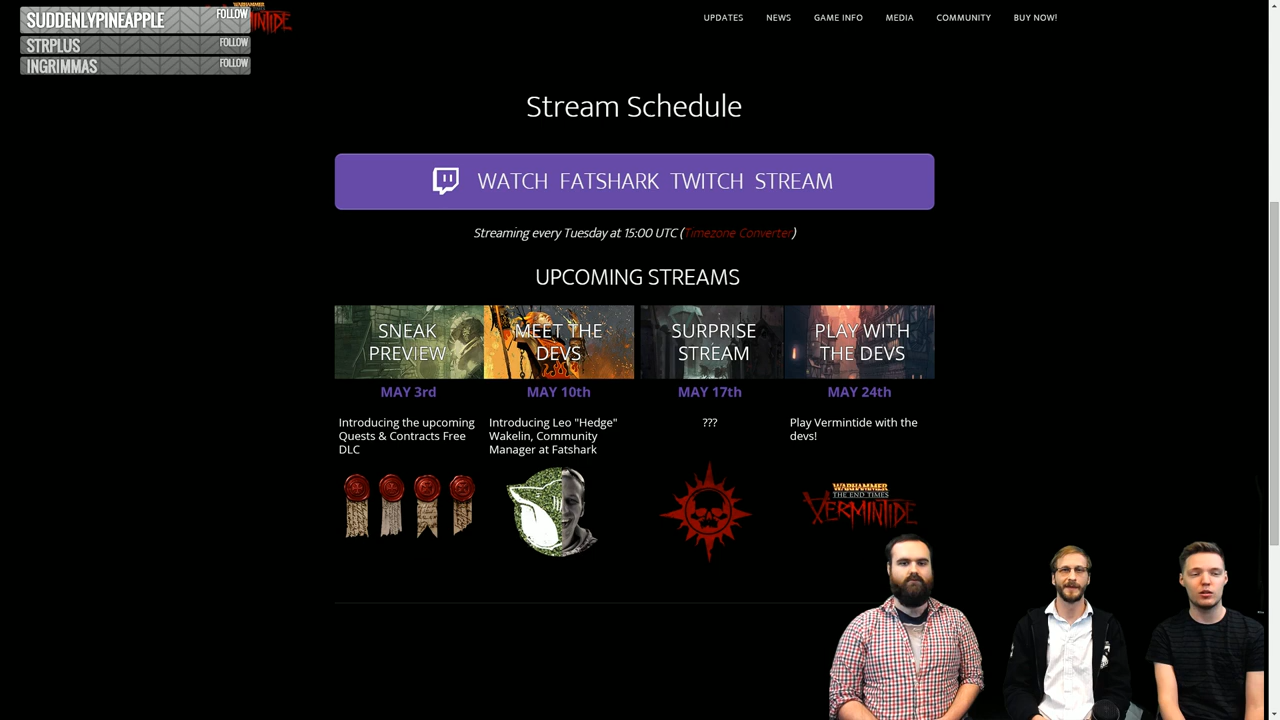 SUDDENLYPINEAPPLE FOLLOW
STRPLUS FOLLOW
INGRIMMAS FOLLOW
UPDATES NEWS GAME INFO MEDIA COMMUNITY BUY NOW!
Stream Schedule
WATCH FATSHARK TWITCH STREAM
Streaming every Tuesday at 15:00 UTC (Timezone Converter)
UPCOMING STREAMS
SNEAK
PREVIEW
MEET THE
DEVS
SURPRISE
STREAM
PLAY WITH
THE DEVS
MAY 3rd
MAY 10th
MAY 17th
MAY 24th
Introducing the upcoming
Quests & Contracts Free
DLC
Introducing Leo "Hedge"
Wakelin, Community
Manager at Fatshark
???
Play Vermintide with the
devs!
WARHAMMER
THE END TIMES
VERMINTIDE